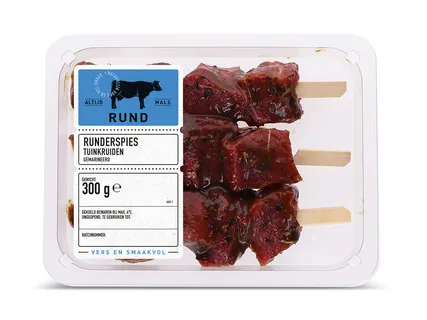 ALTIJD MALS
RUND
RUNDERSPIES
TUINKRUIDEN
GEMARINEERD
GEWICHT
300 g ℮
GEKOELD BEWAREN BIJ MAX. 4°C.
ONGEOPEND, TE GEBRUIKEN TOT:
BATCHNUMMER:
VERS EN SMAAKVOL